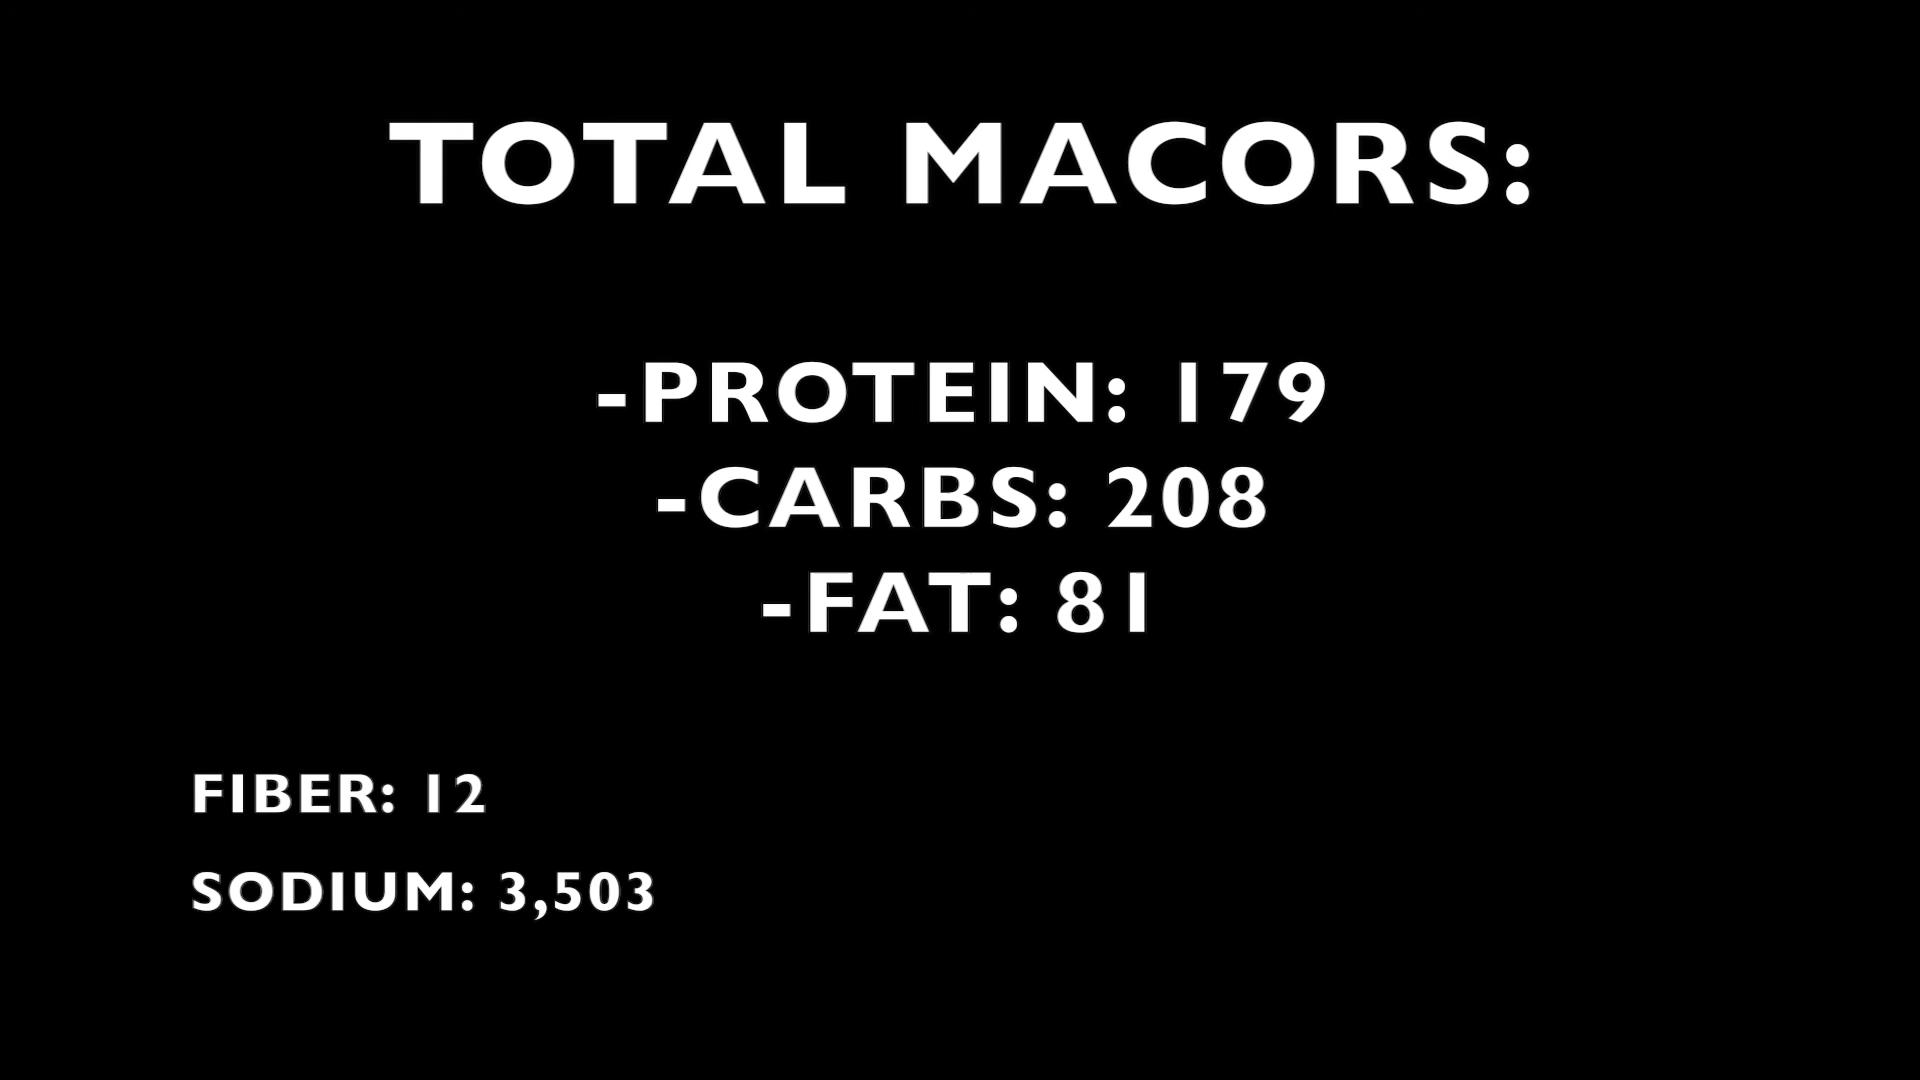 TOTAL MACORS:
-PROTEIN: 179
-CARBS: 208
-FAT: 81
FIBER: 12
SODIUM: 3,503